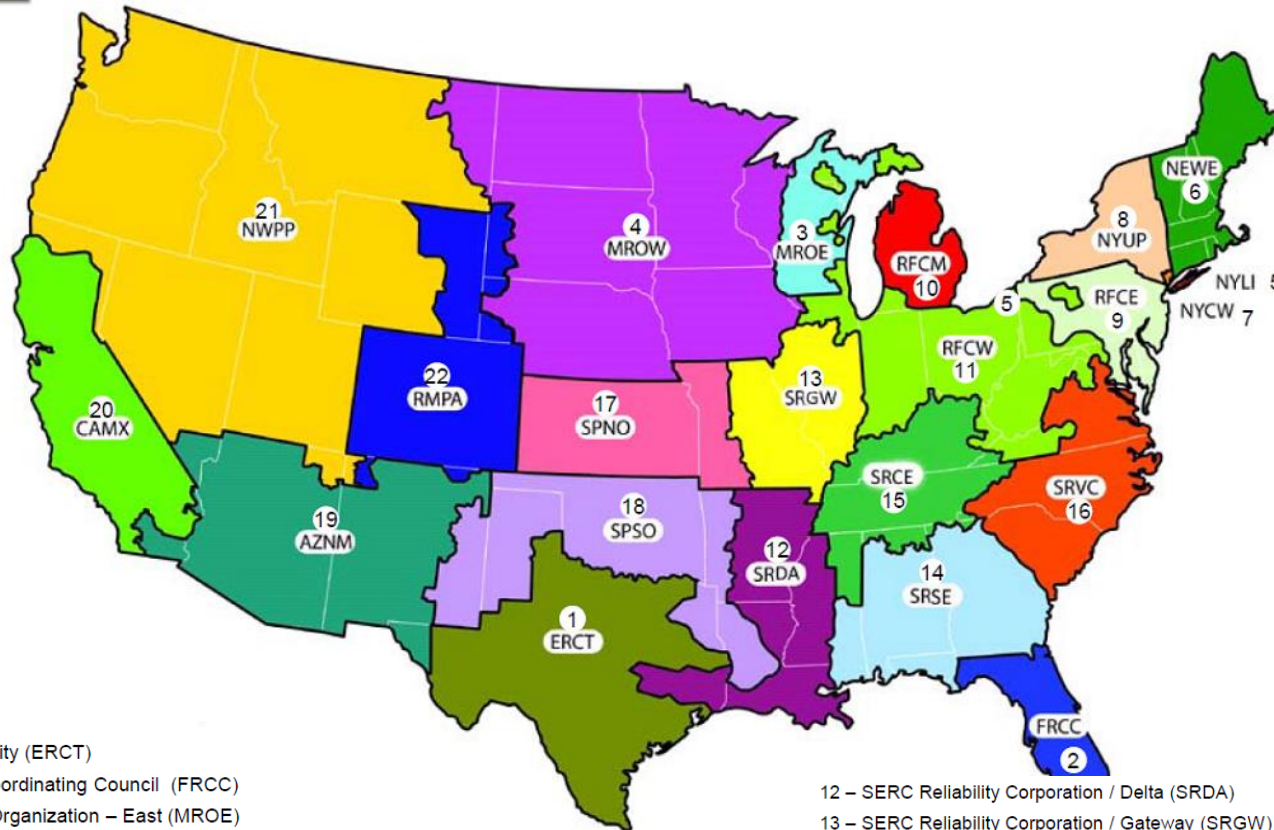 21
NWPP
4
MROW
3
MROE
RFCM
10
NEWE
6
8
NYUP
NYLI 5
5
RFCE
9
NYCW 7
RFCW
11
22
RMPA
13
SRGW
20
CAMX
17
SPNO
SRCE
15
SRVC
16
19
AZNM
18
SPSO
12
SRDA
14
SRSE
1
ERCT
FRCC
2
ity (ERCT)
ordinating Council (FRCC)
Organization – East (MROE)
12 – SERC Reliability Corporation / Delta (SRDA)
13 – SERC Reliability Corporation / Gateway (SRGW)